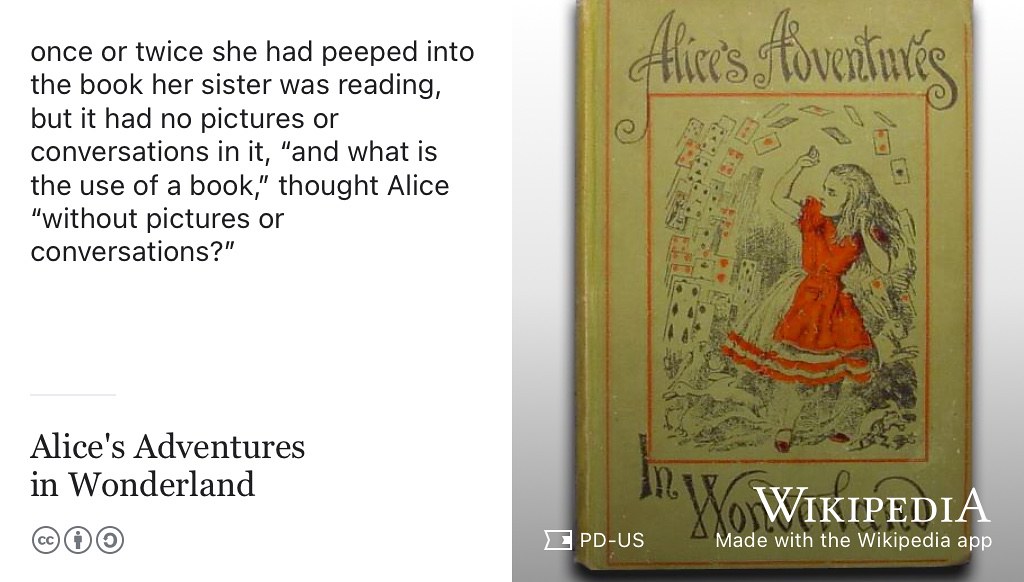 once or twice she had peeped into
the book her sister was reading,
but it had no pictures or
conversations in it, “and what is
the use of a book,” thought Alice
“without pictures or
conversations?”
Alice's Adventures
in Wonderland
cc
Alice's Adventures
In Wonderland
WIKIPEDIA
PD-US
Made with the Wikipedia app